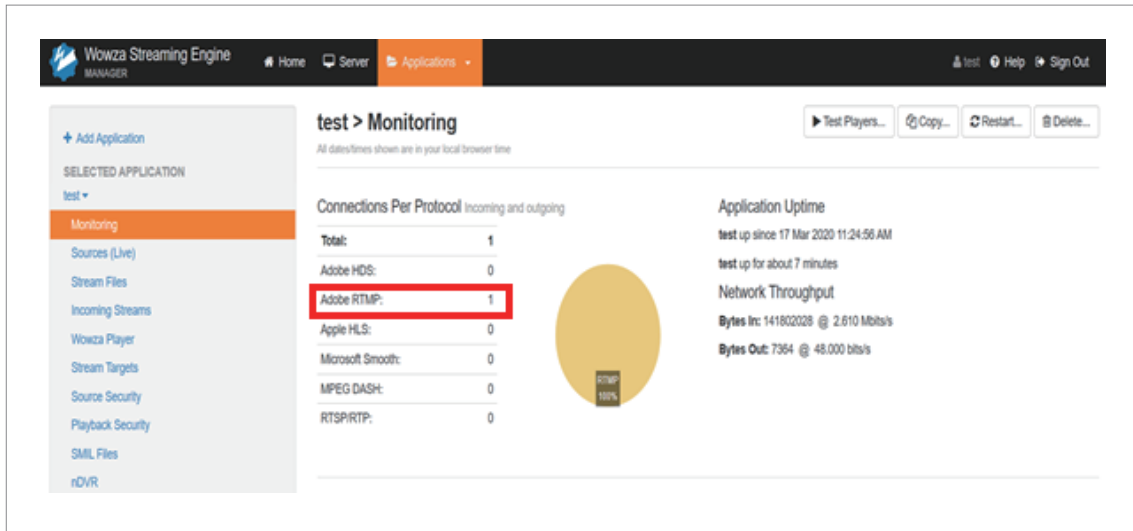 Wowza Streaming Engine
MANAGER
Home Server Applications
test Help Sign Out
+ Add Application
SELECTED APPLICATION
test
Monitoring
Sources (Live)
Stream Files
Incoming Streams
Wowza Player
Stream Targets
Source Security
Playback Security
SMIL Files
nDVR
test > Monitoring
All dates/times shown are in your local browser time
Test Players... Copy... Restart... Delete...
Connections Per Protocol Incoming and outgoing
Total: 1
Adobe HDS: 0
Adobe RTMP: 1
Apple HLS: 0
Microsoft Smooth: 0
MPEG DASH: 0
RTSP/RTP: 0
RTMP
100%
Application Uptime
test up since 17 Mar 2020 11:24:56 AM
test up for about 7 minutes
Network Throughput
Bytes In: 141802028 @ 2.610 Mbits/s
Bytes Out: 7364 @ 48.000 bits/s